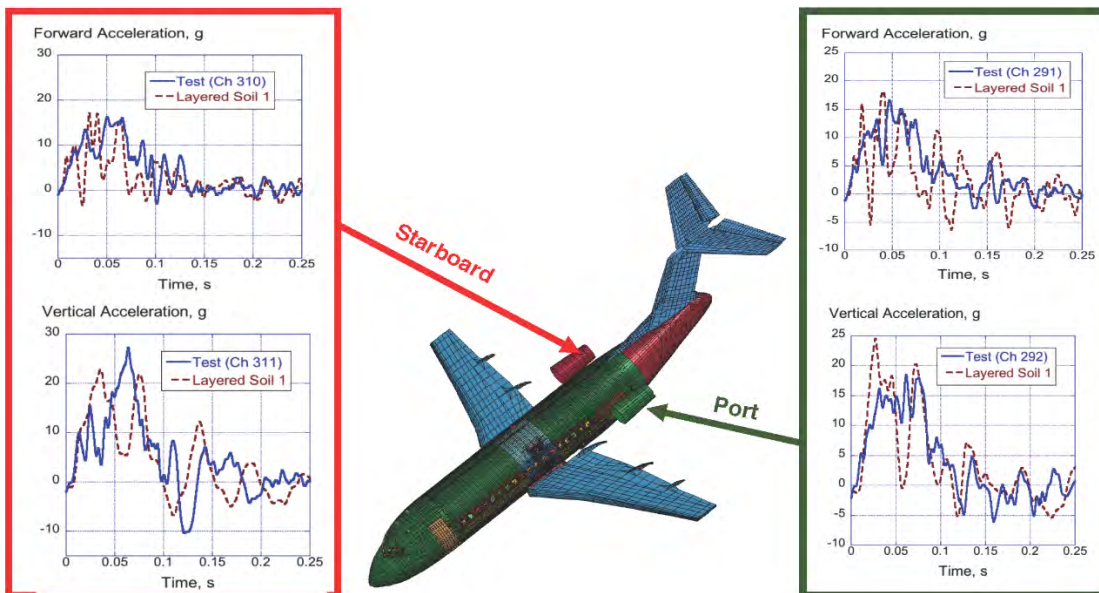 Forward Acceleration, g
30
20
10
0
-10
Test (Ch 310)
Layered Soil 1
0 0.05 0.1 0.15 0.2 0.25
Time, s
Vertical Acceleration, g
30
20
10
0
-10
Test (Ch 311)
Layered Soil 1
0 0.05 0.1 0.15 0.2 0.25
Time, s
Starboard
Port
Forward Acceleration, g
25
20
15
10
5
0
5
-10
Test (Ch 291)
Layered Soil 1
0 0.05 0.1 0.15 0.2 0.25
Time, s
Vertical Acceleration, g
25
20
15
10
5
0
-5
-10
Test (Ch 292)
Layered Soil 1
0 0.05 0.1 0.15 0.2 0.25
Time, s